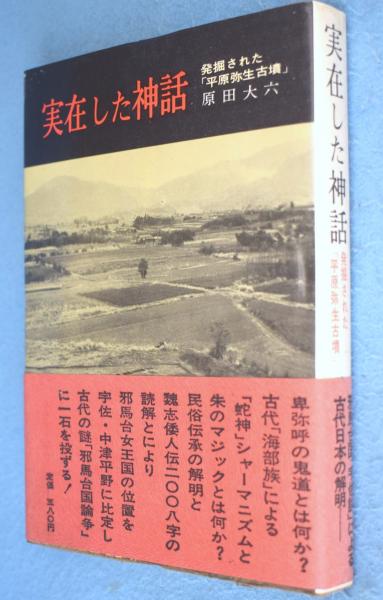 実在した神話
発掘された
「平原弥生古墳」
原田大六
実在した神話
発掘された
「平原弥生古墳」
卑弥呼の鬼道とは何か?
古代「海部族」による
「蛇神」シャーマニズムと
朱のマジックとは何か?
民俗伝承の解明と
魏志倭人伝二〇〇八字の
読解とにより
邪馬台女王国の位置を
宇佐・中津平野に比定し
古代の謎「邪馬台国論争」
に一石を投ずる!
定価 三八〇円
古代日本の解明――